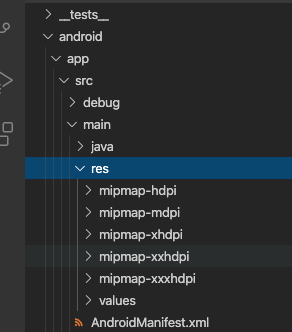 __tests__
android
app
src
debug
main
java
res
mipmap-hdpi
mipmap-mdpi
mipmap-xhdpi
mipmap-xxhdpi
mipmap-xxxhdpi
values
AndroidManifest.xml